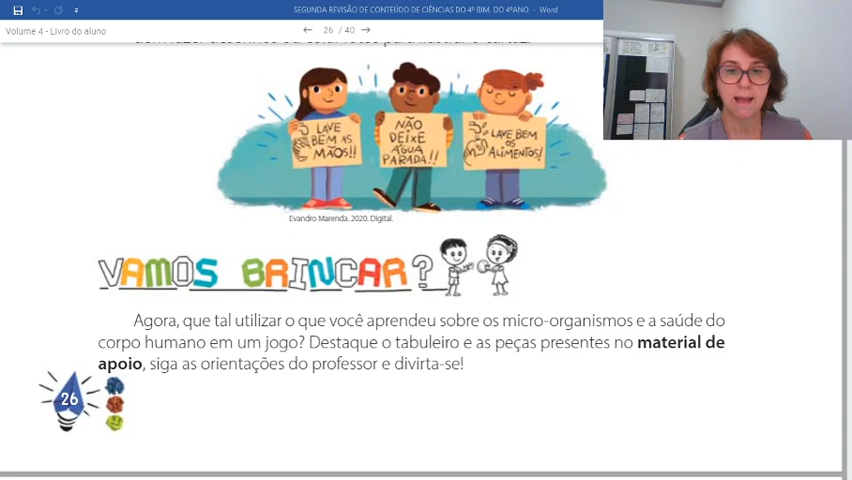 SEGUNDA REVISÃO DE CONTEÚDO DE CIÊNCIAS DO 4º BIM. DO 4ºANO - Word
Volume 4 - Livro do aluno
26 / 40
LAVE
BEM AS
MÃOS!!
NÃO
DEIXE
ÁGUA
PARADA!!
LAVE BEM
OS
ALIMENTOS!
Evandro Marenda. 2020. Digital.
VAMOS BRINCAR?
Agora, que tal utilizar o que você aprendeu sobre os micro-organismos e a saúde do
corpo humano em um jogo? Destaque o tabuleiro e as peças presentes no material de
apoio, siga as orientações do professor e divirta-se!
26